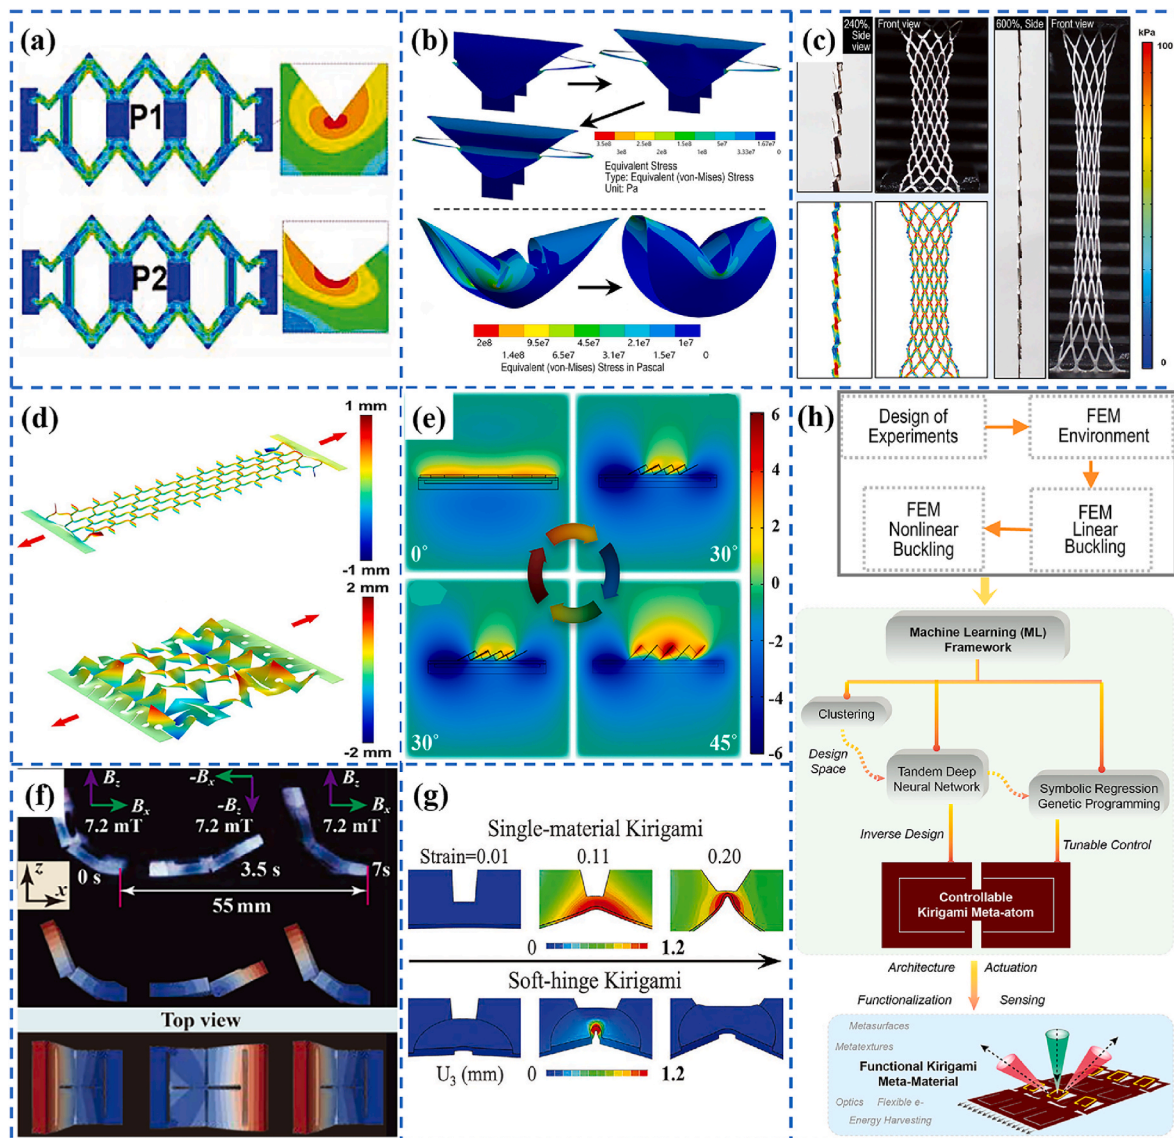 (a)
P1
P2
(b)
3.5e8 2.5e8 1.5e8 5e7 1.67e7
3e8 2e8 1e8 3.33e7 0
Equivalent Stress
Type: Equivalent (von-Mises) Stress
Unit: Pa
2e8 9.5e7 4.5e7 2.1e7 1e7
1.4e8 6.5e7 3.1e7 1.5e7 0
Equivalent (von-Mises) Stress in Pascal
(c)
240%,
Side
view
Front view
600%, Side
Front view
kPa
100
0
(d)
1 mm
-1 mm
2 mm
-2 mm
(e)
0°
30°
30°
45°
6
4
2
0
-2
-4
-6
(f)
Bz
Bx
7.2 mT
-Bx
-Bz
7.2 mT
Bz
Bx
7.2 mT
z
x
0 s
3.5s
7s
55 mm
Top view
(g)
Single-material Kirigami
Strain=0.01 0.11 0.20
0 1.2
Soft-hinge Kirigami
U3 (mm) 0 1.2
(h)
Design of
Experiments
FEM
Environment
FEM
Nonlinear
Buckling
FEM
Linear
Buckling
Machine Learning (ML)
Framework
Clustering
Design
Space
Tandem Deep
Neural Network
Symbolic Regression
Genetic Programming
Inverse Design
Tunable Control
Controllable
Kirigami Meta-atom
Architecture Actuation
Functionalization Sensing
Metasurfaces
Metatextures
Functional Kirigami
Meta-Material
Optics Flexible e-
Energy Harvesting